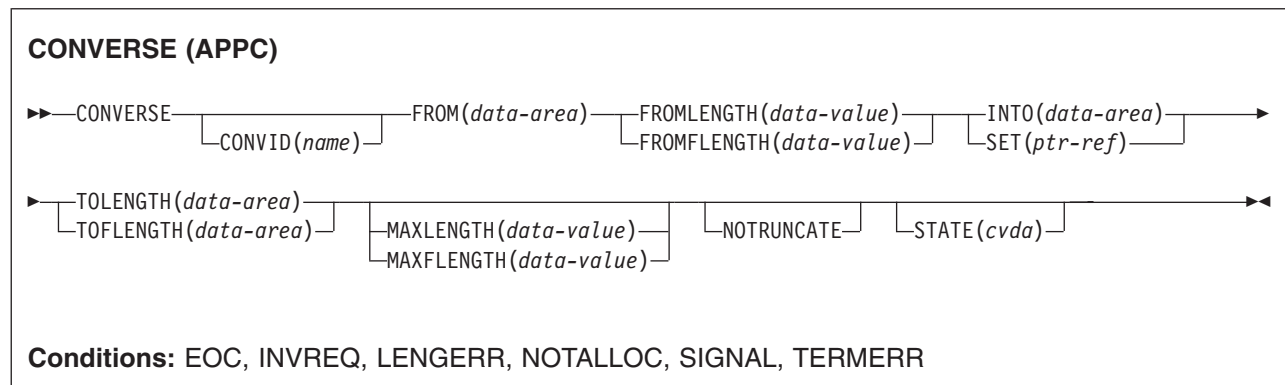 CONVERSE (APPC)
CONVERSE FROM(data-area) FROMLENGTH(data-value) INTO(data-area)
CONVID(name) FROMFLENGTH(data-value) SET(ptr-ref)
TOLENGTH(data-area)
TOFLENGTH(data-area) MAXLENGTH(data-value) NOTRUNCATE STATE(cvda)
MAXFLENGTH(data-value)
Conditions: EOC, INVREQ, LENGERR, NOTALLOC, SIGNAL, TERMERR